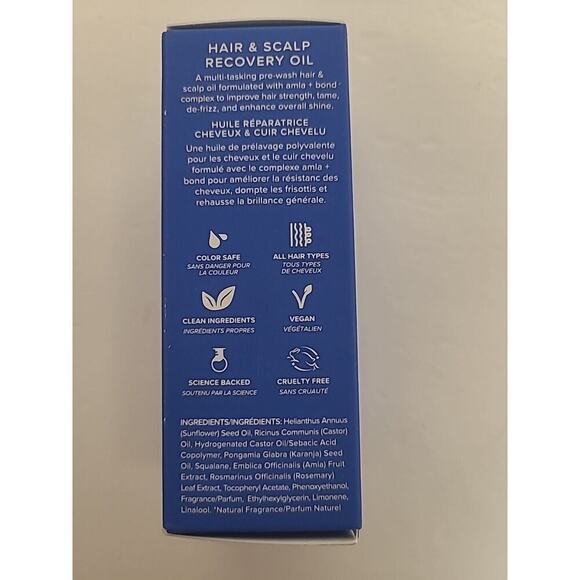 HAIR & SCALP
RECOVERY OIL
A multi-tasking pre-wash hair &
scalp oil formulated with amla + bond
complex to improve hair strength, tame,
de-frizz, and enhance overall shine.
HUILE RÉPARATRICE
CHEVEUX & CUIR CHEVELU
Une huile de prélavage polyvalente
pour les cheveux et le cuir chevelu
formulé avec le complexe amla +
bond pour améliorer la résistanc des
cheveux, dompte les frisottis et
rehausse la brillance générale.
COLOR SAFE
SANS DANGER POUR
LA COULEUR
ALL HAIR TYPES
TOUS TYPES
DE CHEVEUX
CLEAN INGREDIENTS
INGRÉDIENTS PROPRES
VEGAN
VÉGÉTALIEN
SCIENCE BACKED
SOUTENU PAR LA SCIENCE
CRUELTY FREE
SANS CRUAUTÉ
INGREDIENTS/INGRÉDIENTS: Helianthus Annuus
(Sunflower) Seed Oil, Ricinus Communis (Castor)
Oil, Hydrogenated Castor Oil/Sebacic Acid
Copolymer, Pongamia Glabra (Karanja) Seed
Oil, Squalane, Emblica Officinalis (Amla) Fruit
Extract, Rosmarinus Officinalis (Rosemary)
Leaf Extract, Tocopheryl Acetate, Phenoxyethanol,
Fragrance/Parfum, Ethylhexylglycerin, Limonene,
Linalool. *Natural Fragrance/Parfum Naturel